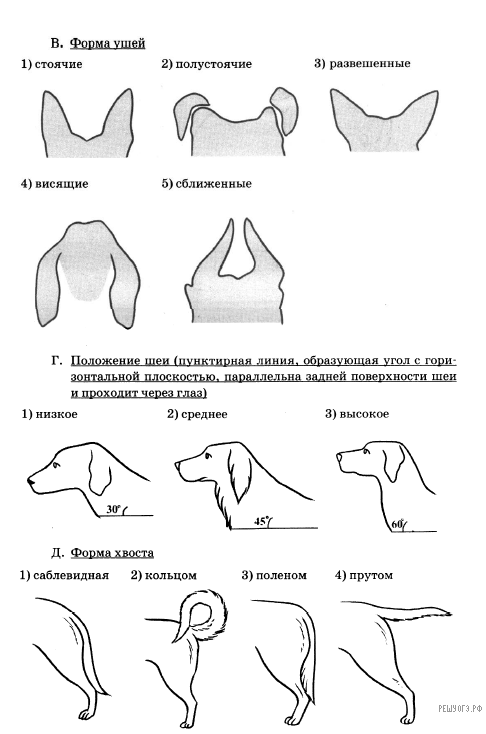 В. Форма ушей
1) стоячие 2) полустоячие 3) развешенные
4) висящие 5) сближенные
Г. Положение шеи (пунктирная линия, образующая угол с гори-
зонтальной плоскостью, параллельна задней поверхности шеи
и проходит через глаз)
1) низкое 2) среднее 3) высокое
30° 45° 60°
Д. Форма хвоста
1) саблевидная 2) кольцом 3) поленом 4) прутом
РЕШУОГЭ.РФ